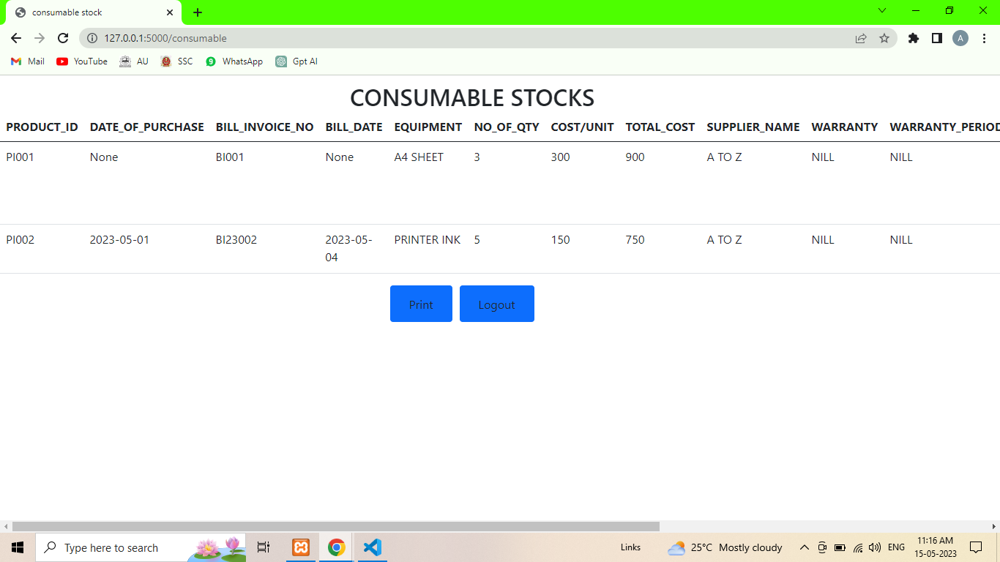 consumable stock
127.0.0.1:5000/consumable
A
Mail YouTube AU SSC 9 WhatsApp Gpt AI
CONSUMABLE STOCKS
PRODUCT_ID DATE_OF_PURCHASE BILL_INVOICE_NO BILL_DATE EQUIPMENT NO_OF_QTY COST/UNIT TOTAL_COST SUPPLIER_NAME WARRANTY WARRANTY_PERIOD
PI001 None BI001 None A4 SHEET 3 300 900 A TO Z NILL NILL
PI002 2023-05-01 BI23002 2023-05- PRINTER INK 5 150 750 A TO Z NILL NILL
04
Print Logout
Type here to search Links 25°C Mostly cloudy ENG 11:16 AM
15-05-2023